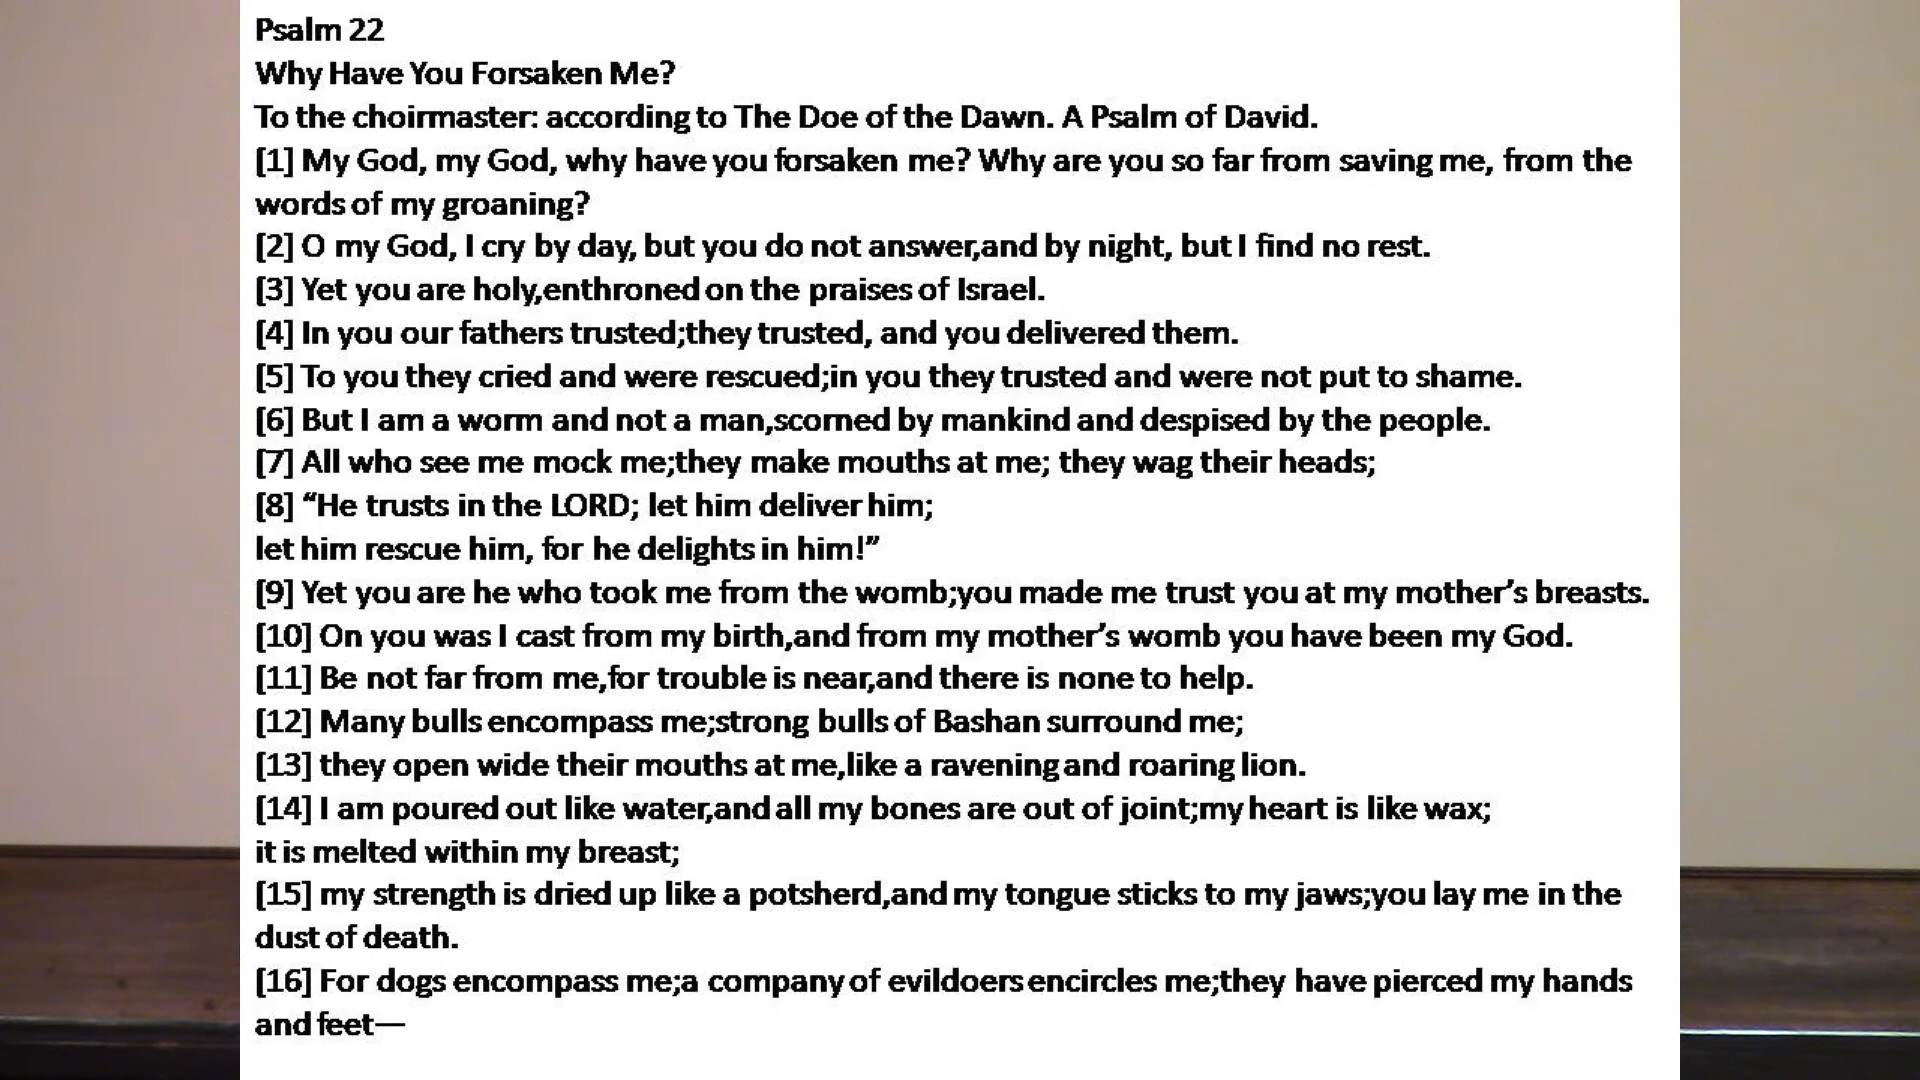 Psalm 22
Why Have You Forsaken Me?
To the choirmaster: according to The Doe of the Dawn. A Psalm of David.
[1] My God, my God, why have you forsaken me? Why are you so far from saving me, from the
words of my groaning?
[2] O my God, I cry by day, but you do not answer,and by night, but I find no rest.
[3] Yet you are holy,enthroned on the praises of Israel.
[4] In you our fathers trusted;they trusted, and you delivered them.
[5] To you they cried and were rescued;in you they trusted and were not put to shame.
[6] But I am a worm and not a man,scorned by mankind and despised by the people.
[7] All who see me mock me;they make mouths at me; they wag their heads;
[8] “He trusts in the LORD; let him deliver him;
let him rescue him, for he delights in him!”
[9] Yet you are he who took me from the womb;you made me trust you at my mother’s breasts.
[10] On you was I cast from my birth,and from my mother’s womb you have been my God.
[11] Be not far from me,for trouble is near,and there is none to help.
[12] Many bulls encompass me;strong bulls of Bashan surround me;
[13] they open wide their mouths at me,like a ravening and roaring lion.
[14] I am poured out like water,and all my bones are out of joint;my heart is like wax;
it is melted within my breast;
[15] my strength is dried up like a potsherd,and my tongue sticks to my jaws;you lay me in the
dust of death.
[16] For dogs encompass me;a company of evildoers encircles me;they have pierced my hands
and feet—